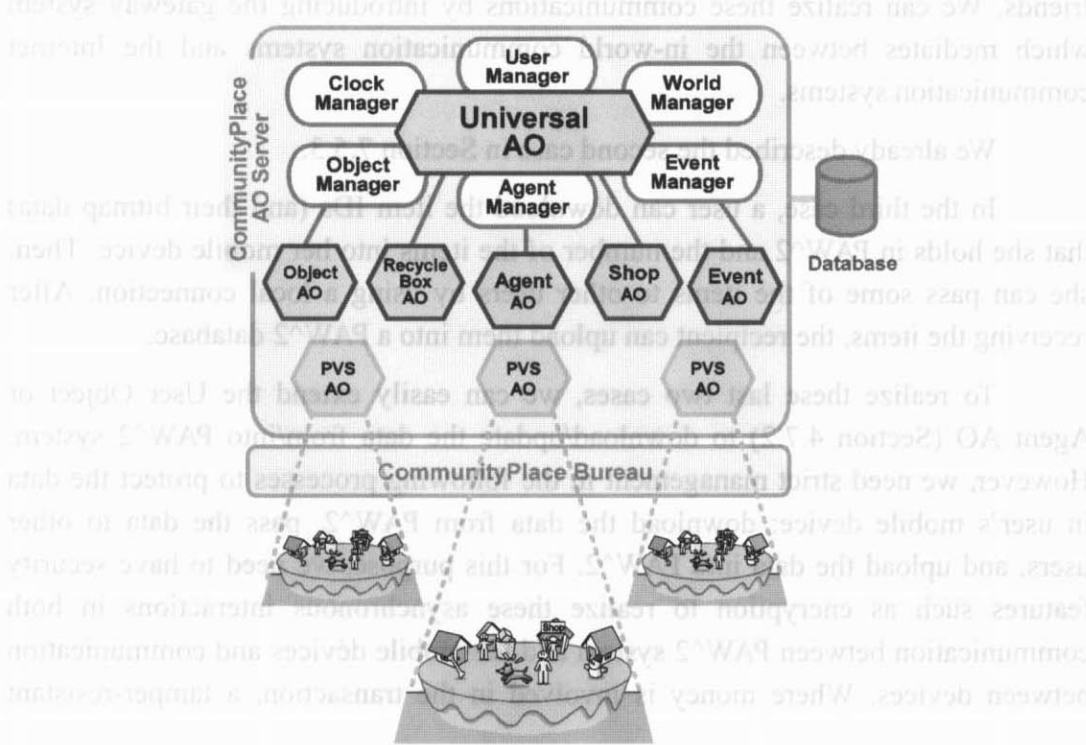 friends. We can realize these communications by introducing the gateway system
which mediates between the in-world communication system and the Internet
communication systems.
We already described the second case in Section 7.5.3.
In the third case, a user can download the item IDs (and their bitmap data)
that she holds in PAW^2 and the number of the items into her mobile device. Then,
she can pass some of the items to other users by using a local connection. After
receiving the items, the recipient can upload them into a PAW^2 database.
To realize these last two cases, we can easily extend the User Object or
Agent AO (Section 4.7.2) to download/update the data from/into PAW^2 system.
However, we need strict management in the following processes to protect the data
in user's mobile devices: download the data from PAW^2, pass the data to other
users, and upload the data into PAW^2. For this purpose, we need to have security
features such as encryption to realize these asynchronous interactions in both
communication between PAW^2 system and mobile devices and communication
between devices. Where money is involved in the transaction, a tamper-resistant
CommunityPlace
AO Server
Clock
Manager
User
Manager
World
Manager
Universal
AO
Object
Manager
Agent
Manager
Event
Manager
Object
AO
Recycle
Box
AO
Agent
AO
Shop
AO
Event
AO
Database
PVS
AO
PVS
AO
PVS
AO
CommunityPlace Bureau
Shop